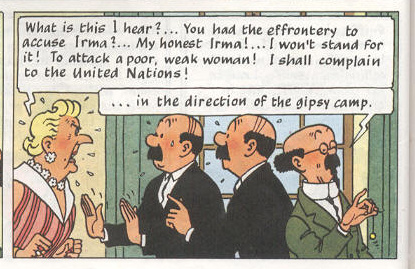 What is this I hear?... You had the effrontery to
accuse Irma?... My honest Irma!... I won't stand for
it! To attack a poor, weak woman! I shall complain
to the United Nations!
... in the direction of the gipsy camp.